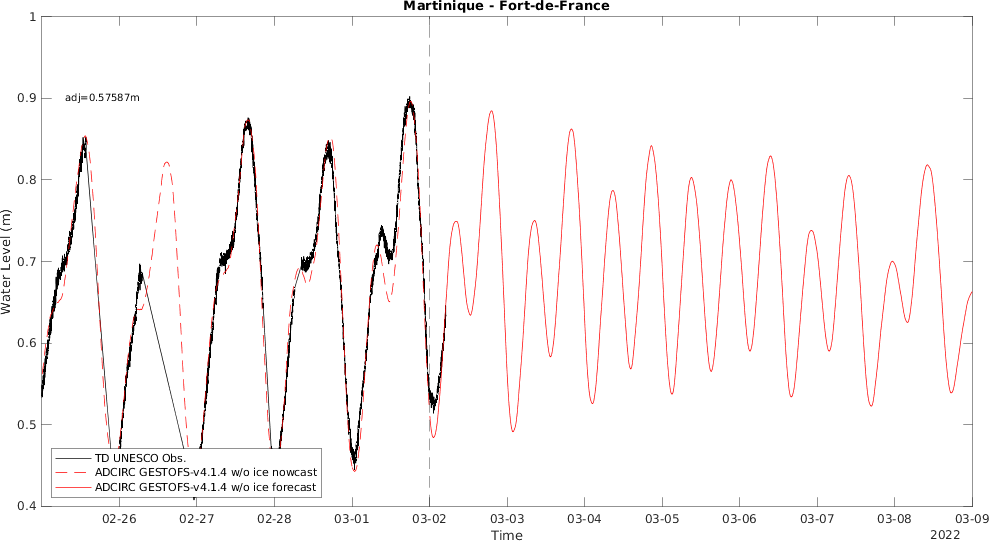 Martinique - Fort-de-France
1
0.9
0.8
0.7
0.6
0.5
0.4
Water Level (m)
adj=0.57587m
TD UNESCO Obs.
ADCIRC GESTOFS-v4.1.4 w/o ice nowcast
ADCIRC GESTOFS-v4.1.4 w/o ice forecast
02-26 02-27 02-28 03-01 03-02 03-03 03-04 03-05 03-06 03-07 03-08 03-09
Time
2022